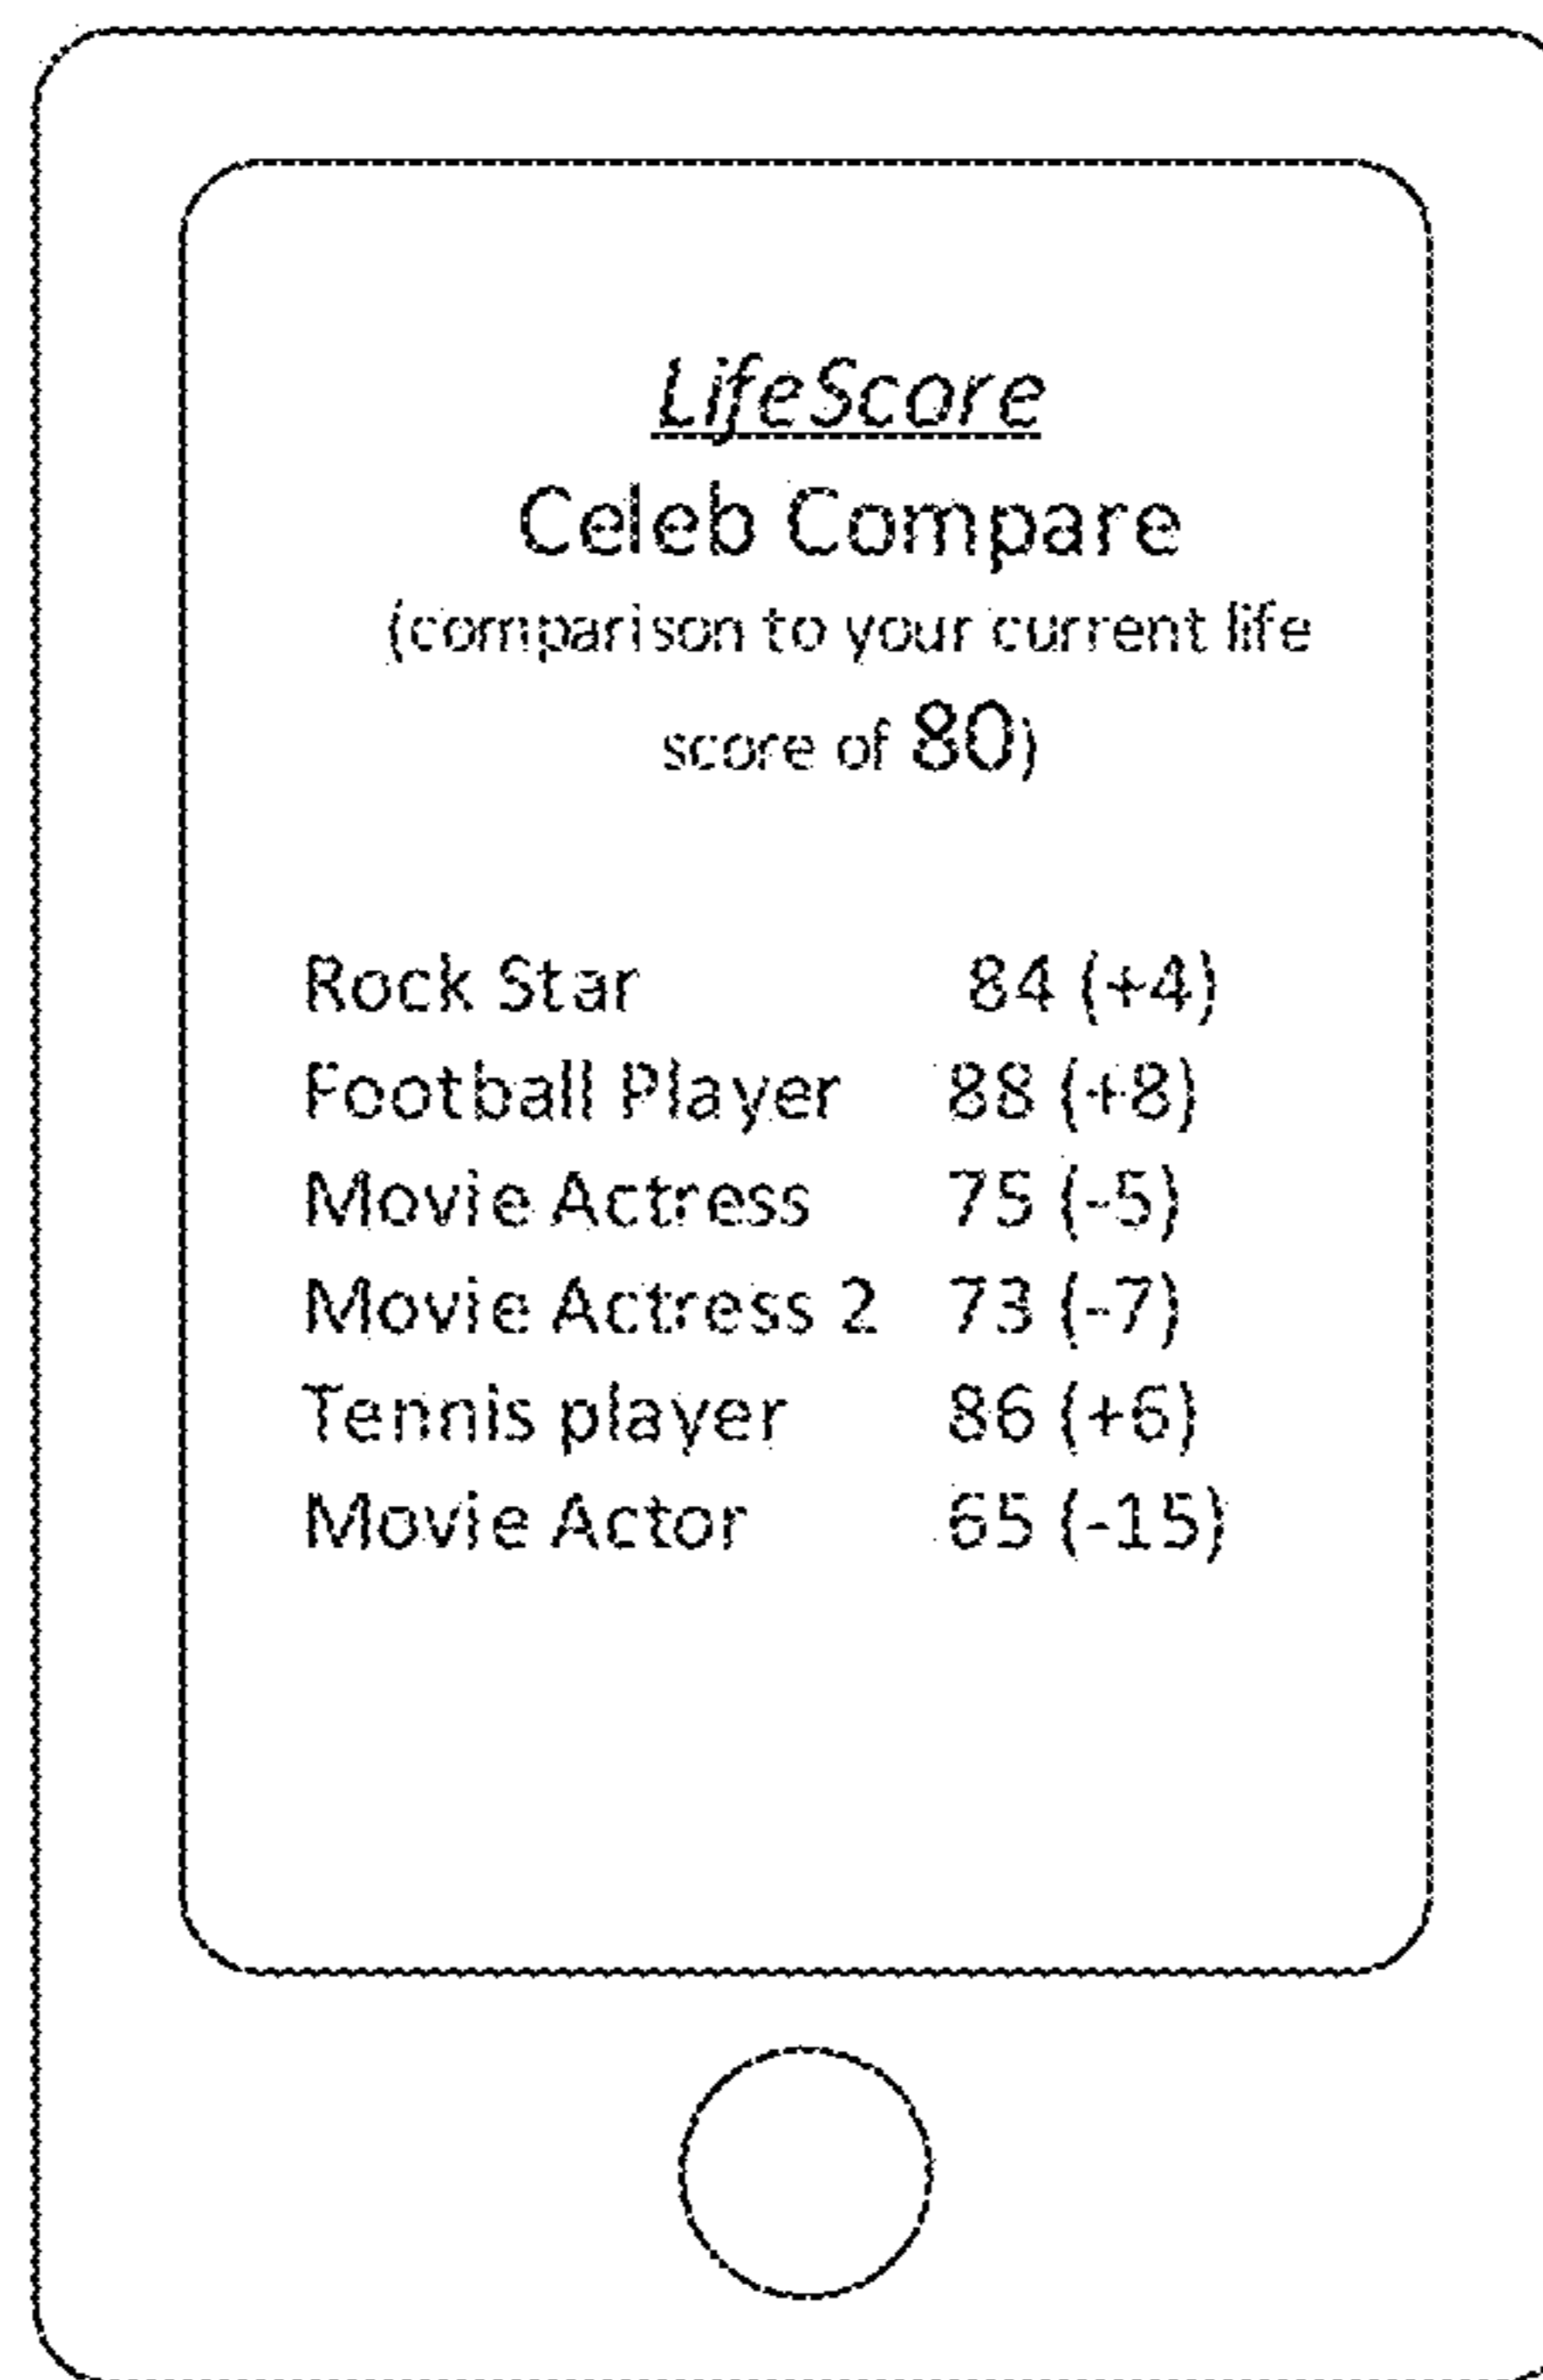 LifeScore
Celeb Compare
(comparison to your current life
score of 80)
Rock Star 84 (+4)
Football Player 88 (+8)
Movie Actress 75 (-5)
Movie Actress 2 73 (-7)
Tennis player 86 (+6)
Movie Actor 65 (-15)